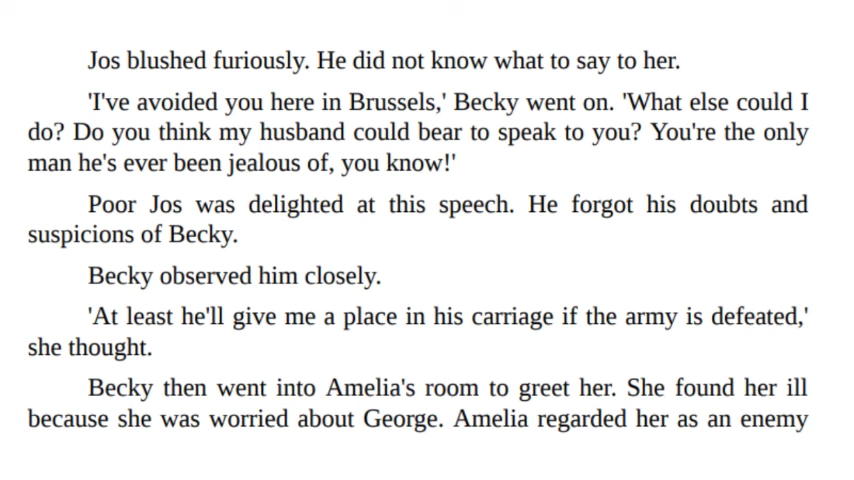 Jos blushed furiously. He did not know what to say to her.
'I've avoided you here in Brussels,' Becky went on. 'What else could I
do? Do you think my husband could bear to speak to you? You're the only
man he's ever been jealous of, you know!'
Poor Jos was delighted at this speech. He forgot his doubts and
suspicions of Becky.
Becky observed him closely.
'At least he'll give me a place in his carriage if the army is defeated,'
she thought.
Becky then went into Amelia's room to greet her. She found her ill
because she was worried about George. Amelia regarded her as an enemy